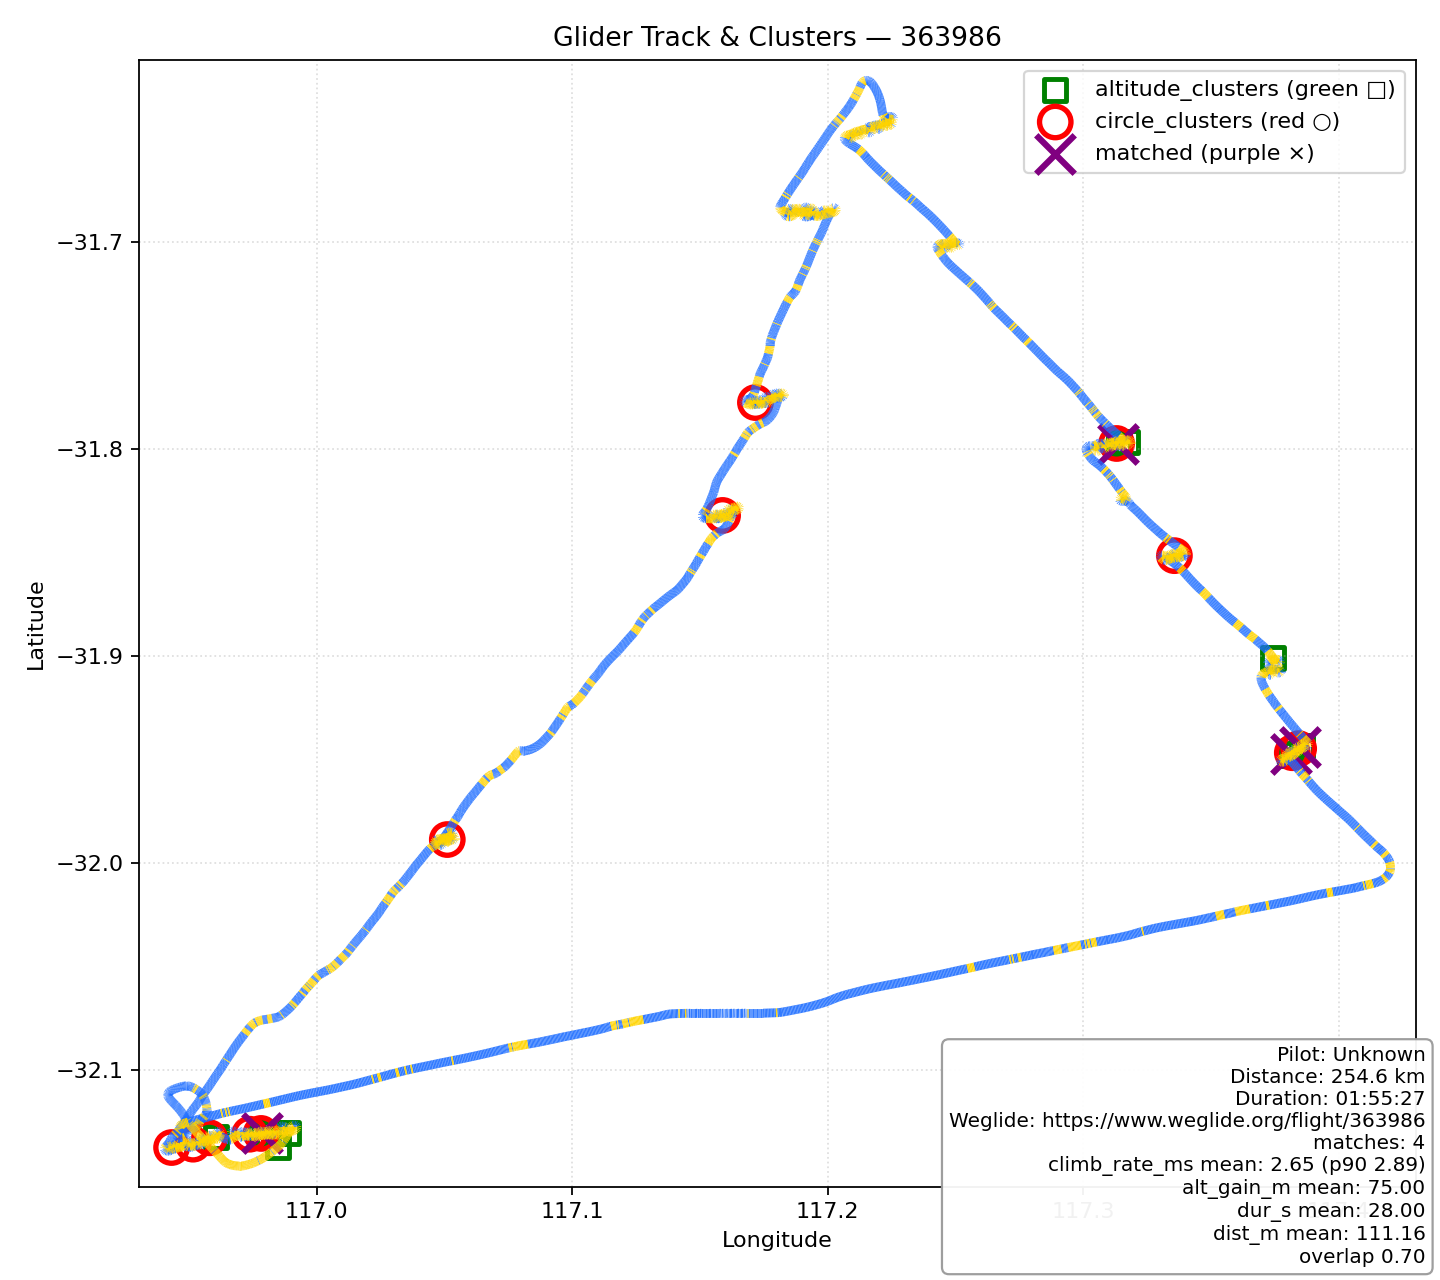 Glider Track & Clusters — 363986
altitude_clusters (green □)
circle_clusters (red ○)
matched (purple ×)
Latitude
−31.7
−31.8
−31.9
−32.0
−32.1
117.0
117.1
117.2
117.3
Longitude
Pilot: Unknown
Distance: 254.6 km
Duration: 01:55:27
Weglide: https://www.weglide.org/flight/363986
matches: 4
climb_rate_ms mean: 2.65 (p90 2.89)
alt_gain_m mean: 75.00
dur_s mean: 28.00
dist_m mean: 111.16
overlap 0.70